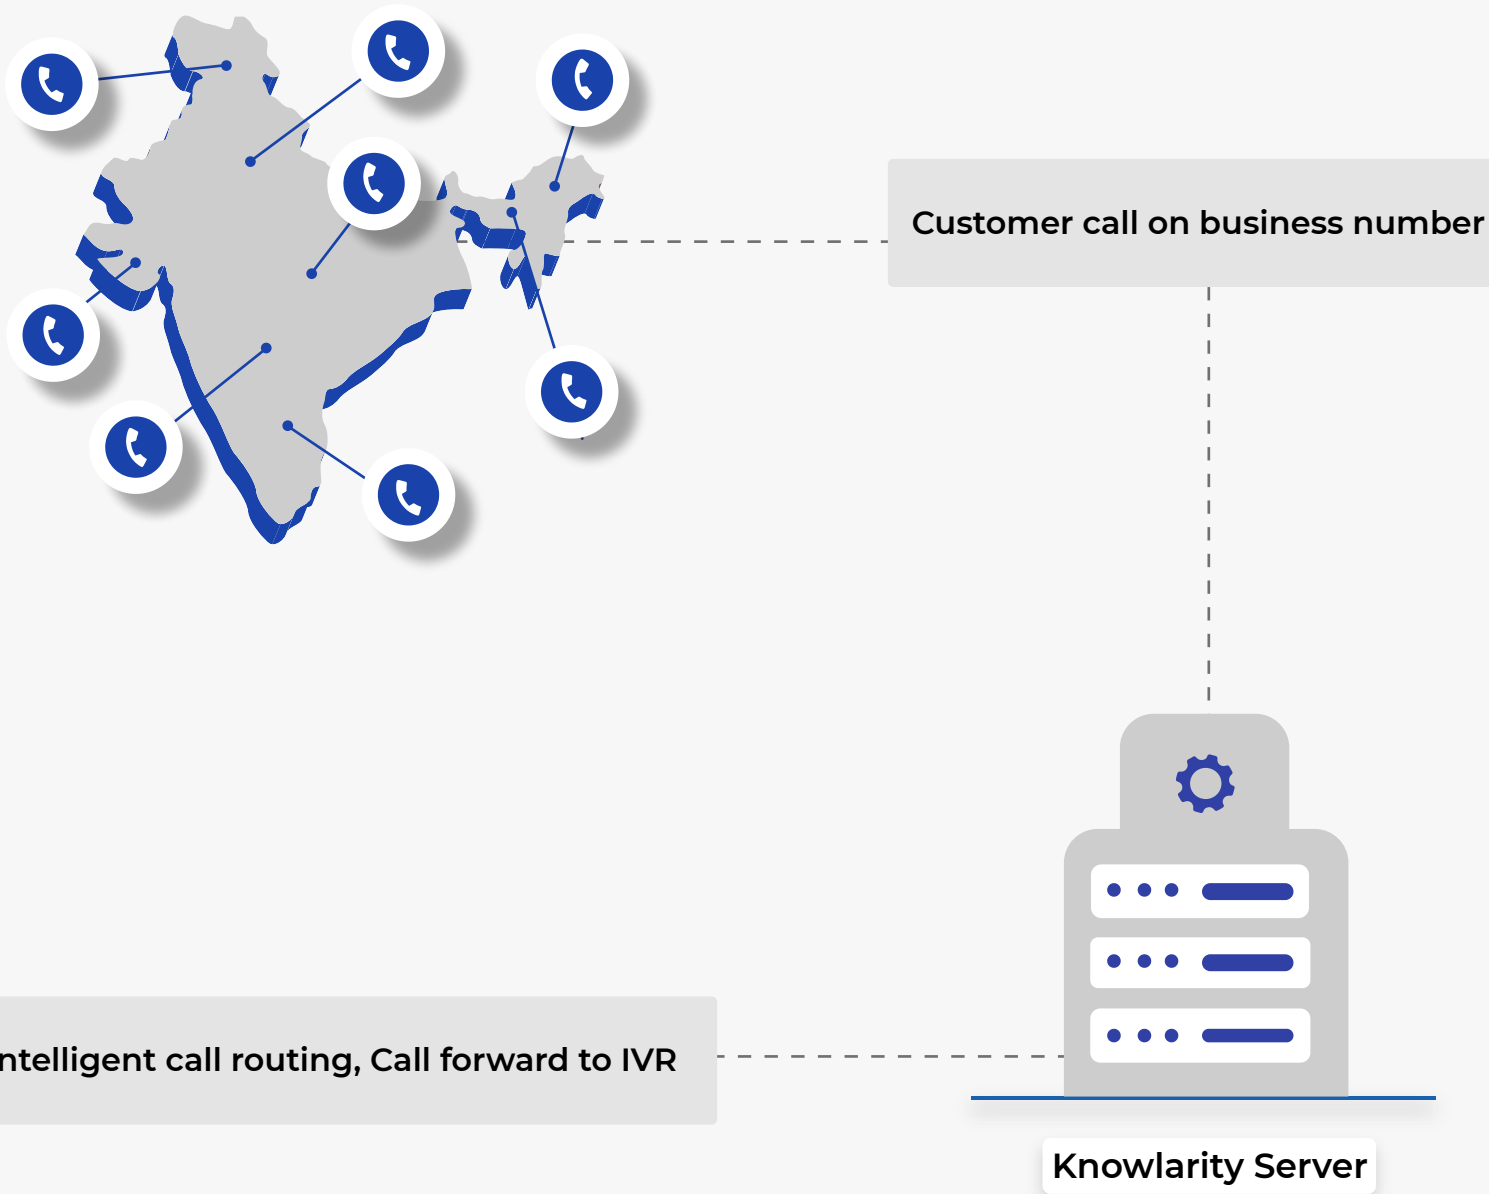 Customer call on business number
ntelligent call routing, Call forward to IVR
Knowlarity Server